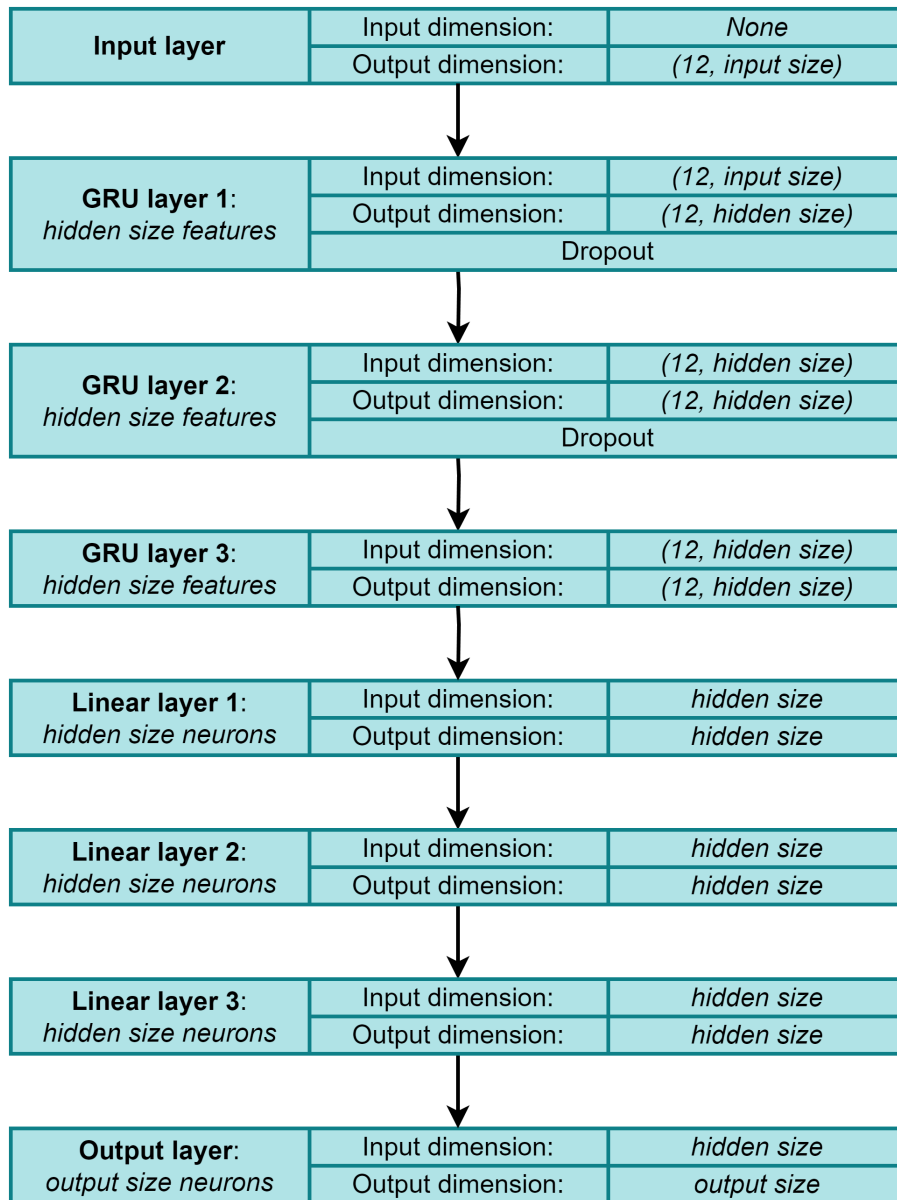 Input layer
Input dimension:
None
Output dimension:
(12, input size)
GRU layer 1:
hidden size features
Input dimension:
(12, input size)
Output dimension:
(12, hidden size)
Dropout
GRU layer 2:
hidden size features
Input dimension:
(12, hidden size)
Output dimension:
(12, hidden size)
Dropout
GRU layer 3:
hidden size features
Input dimension:
(12, hidden size)
Output dimension:
(12, hidden size)
Linear layer 1:
hidden size neurons
Input dimension:
hidden size
Output dimension:
hidden size
Linear layer 2:
hidden size neurons
Input dimension:
hidden size
Output dimension:
hidden size
Linear layer 3:
hidden size neurons
Input dimension:
hidden size
Output dimension:
hidden size
Output layer:
output size neurons
Input dimension:
hidden size
Output dimension:
output size